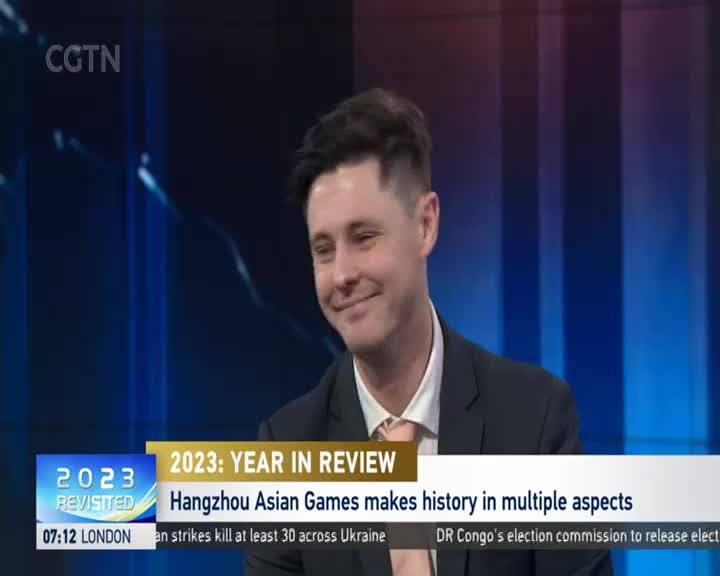 CGTN
2023: YEAR IN REVIEW
2023
REVISITED
Hangzhou Asian Games makes history in multiple aspects
07:12 LONDON
an strikes kill at least 30 across Ukraine DR Congo's election commission to release elect